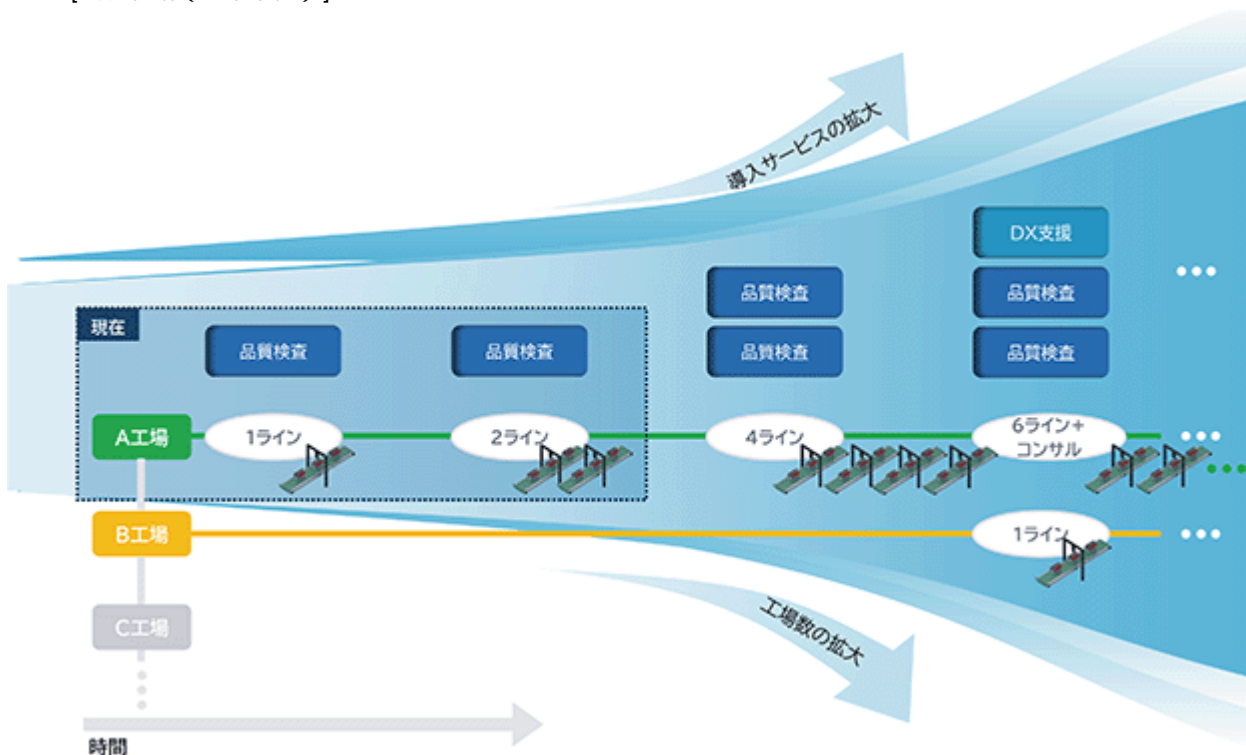 導入サービスの拡大
DX支援
品質検査
品質検査
品質検査
品質検査
現在
品質検査
品質検査
A工場
1ライン
2ライン
4ライン
6ライン+
コンサル
B工場
1ライン
C工場
工場数の拡大
時間